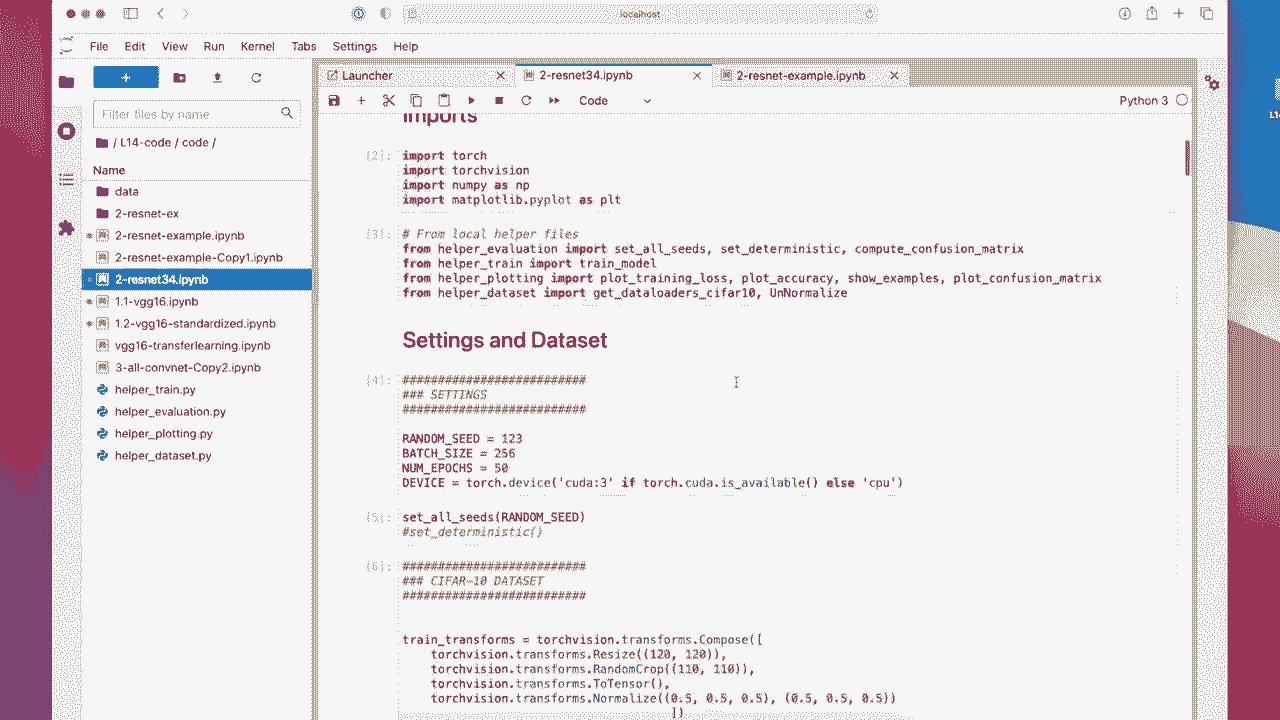 localhost
File Edit View Run Kernel Tabs Settings Help
Launcher
2-resnet34.ipynb
2-resnet-example.ipynb
Code
Python 3
Filter files by name
/ L14-code / code /
Name
data
2-resnet-ex
2-resnet-example.ipynb
2-resnet-example-Copy1.ipynb
2-resnet34.ipynb
1.1-vgg16.ipynb
1.2-vgg16-standardized.ipynb
vgg16-transferlearning.ipynb
3-all-convnet-Copy2.ipynb
helper_train.py
helper_evaluation.py
helper_plotting.py
helper_dataset.py
Imports
[2]: import torch
import torchvision
import numpy as np
import matplotlib.pyplot as plt
[3]: # From local helper files
from helper_evaluation import set_all_seeds, set_deterministic, compute_confusion_matrix
from helper_train import train_model
from helper_plotting import plot_training_loss, plot_accuracy, show_examples, plot_confusion_matrix
from helper_dataset import get_dataloaders_cifar10, UnNormalize
Settings and Dataset
[4]: ##########################
### SETTINGS
##########################
RANDOM_SEED = 123
BATCH_SIZE = 256
NUM_EPOCHS = 50
DEVICE = torch.device('cuda:3' if torch.cuda.is_available() else 'cpu')
[5]: set_all_seeds(RANDOM_SEED)
#set_deterministic()
[6]: ##########################
### CIFAR-10 DATASET
##########################
train_transforms = torchvision.transforms.Compose([
torchvision.transforms.Resize((120, 120)),
torchvision.transforms.RandomCrop((110, 110)),
torchvision.transforms.ToTensor(),
torchvision.transforms.Normalize((0.5, 0.5, 0.5), (0.5, 0.5, 0.5))
])